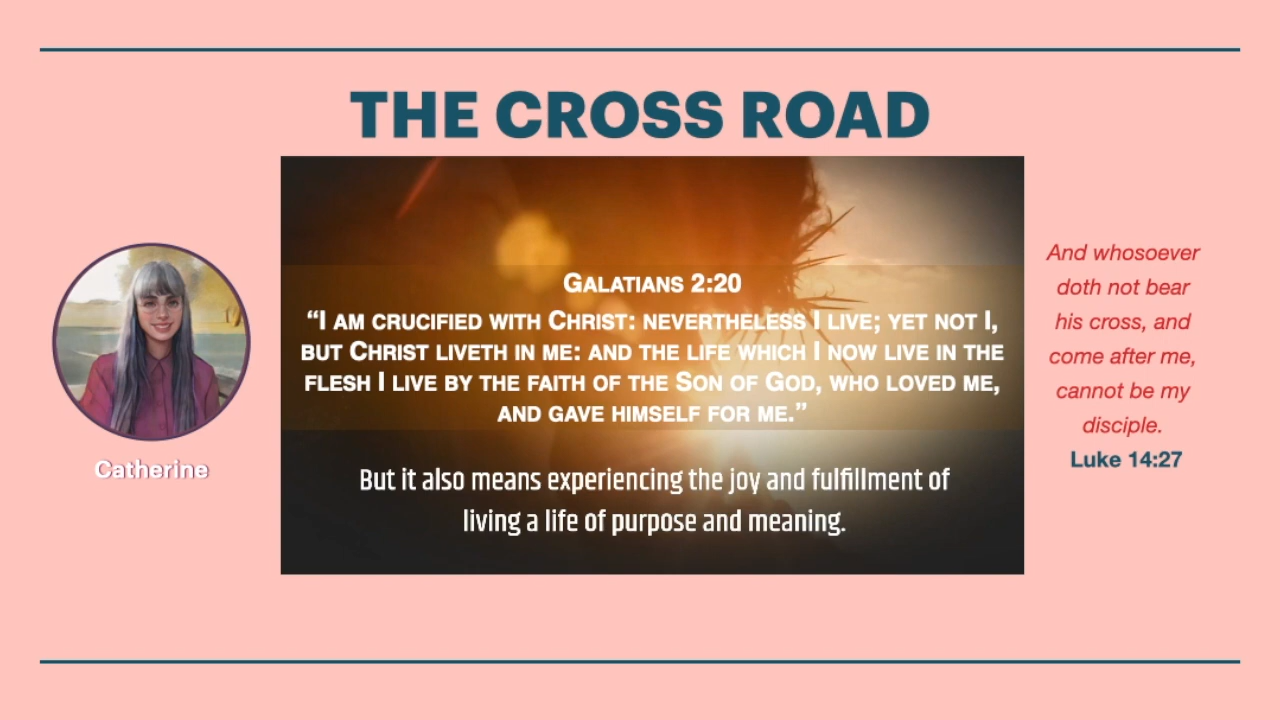 THE CROSS ROAD
GALATIANS 2:20
“I AM CRUCIFIED WITH CHRIST: NEVERTHELESS I LIVE; YET NOT I,
BUT CHRIST LIVETH IN ME: AND THE LIFE WHICH I NOW LIVE IN THE
FLESH I LIVE BY THE FAITH OF THE SON OF GOD, WHO LOVED ME,
AND GAVE HIMSELF FOR ME.”
But it also means experiencing the joy and fulfillment of
living a life of purpose and meaning.
Catherine
And whosoever
doth not bear
his cross, and
come after me,
cannot be my
disciple.
Luke 14:27